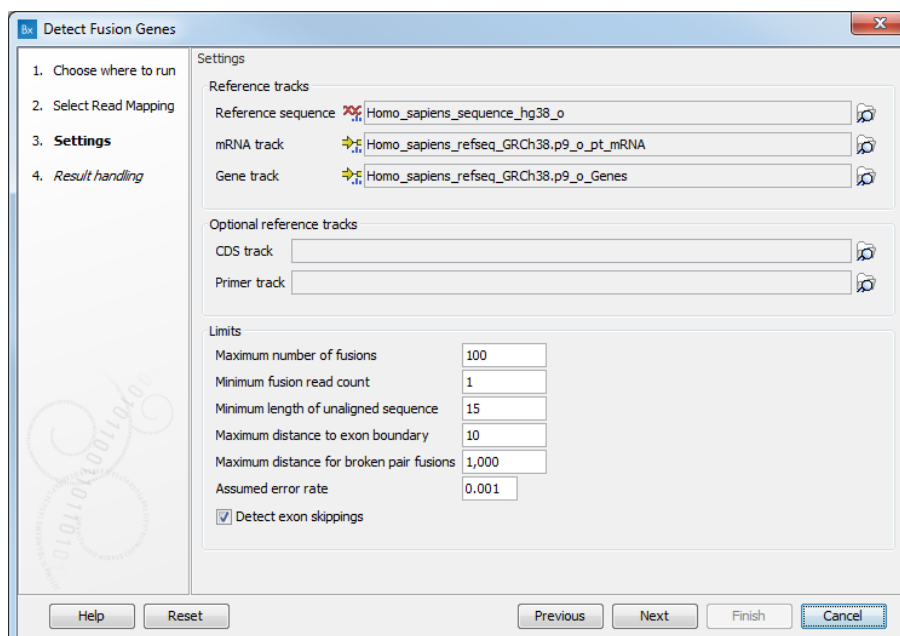 Bx Detect Fusion Genes
1. Choose where to run
2. Select Read Mapping
3. Settings
4. Result handling
Settings
Reference tracks
Reference sequence Homo_sapiens_sequence_hg38_o
mRNA track Homo_sapiens_refseq_GRCh38.p9_o_pt_mRNA
Gene track Homo_sapiens_refseq_GRCh38.p9_o_Genes
Optional reference tracks
CDS track
Primer track
Limits
Maximum number of fusions 100
Minimum fusion read count 1
Minimum length of unaligned sequence 15
Maximum distance to exon boundary 10
Maximum distance for broken pair fusions 1,000
Assumed error rate 0.001
Detect exon skippings
Help Reset Previous Next Finish Cancel